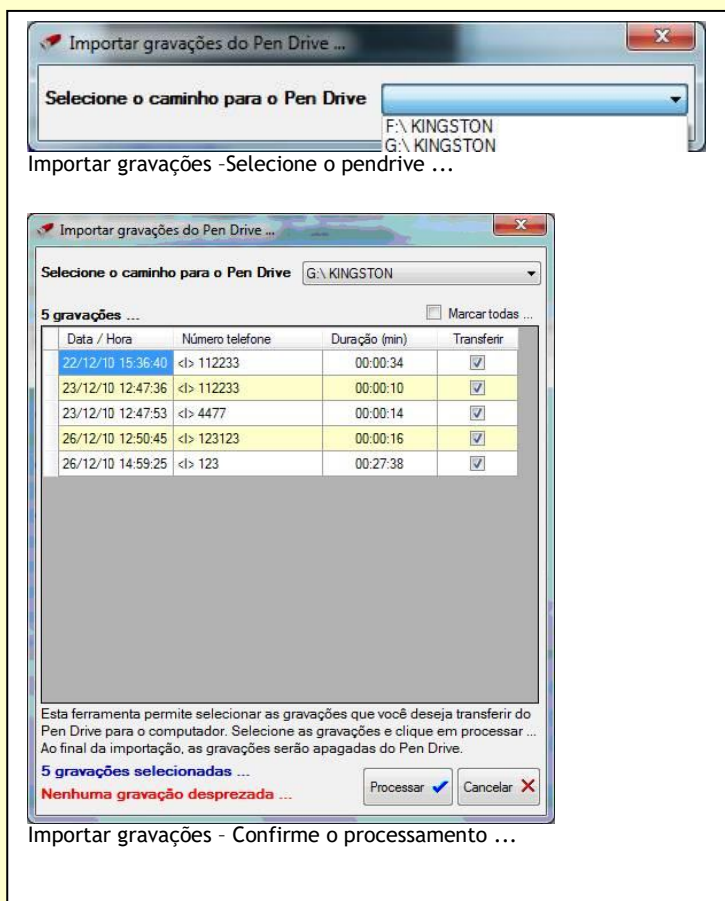 Importar gravações do Pen Drive ...
Selecione o caminho para o Pen Drive
F:\ KINGSTON
G:\ KINGSTON
Importar gravações –Selecione o pendrive ...
Importar gravações do Pen Drive ...
Selecione o caminho para o Pen Drive G:\ KINGSTON
5 gravações ... Marcar todas ...
Data / Hora Número telefone Duração (min) Transferir
22/12/10 15:36:40 <I> 112233 00:00:34
23/12/10 12:47:36 <I> 112233 00:00:10
23/12/10 12:47:53 <I> 4477 00:00:14
26/12/10 12:50:45 <I> 123123 00:00:16
26/12/10 14:59:25 <I> 123 00:27:38
Esta ferramenta permite selecionar as gravações que você deseja transferir do
Pen Drive para o computador. Selecione as gravações e clique em processar ...
Ao final da importação, as gravações serão apagadas do Pen Drive.
5 gravações selecionadas ...
Nenhuma gravação desprezada ...
Processar Cancelar
Importar gravações – Confirme o processamento ...